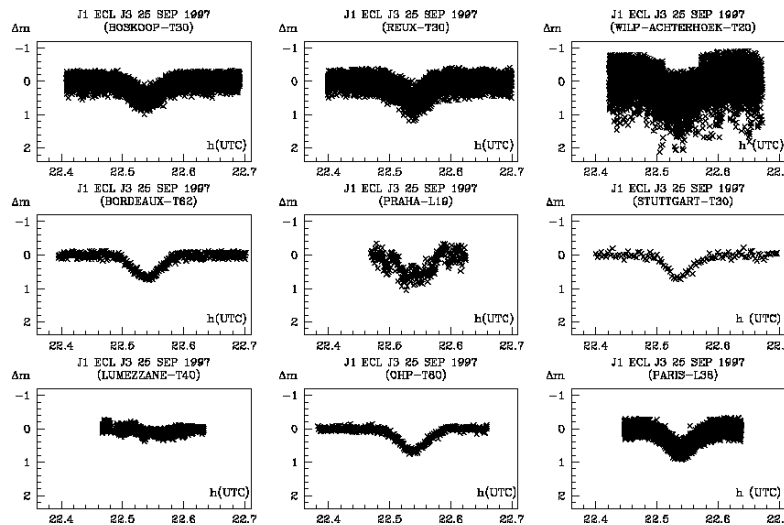 J1 ECL J3 25 SEP 1997
(BOSKOOP-T30)
Δm
-1
0
1
2
h(UTC)
22.4 22.5 22.6 22.7
J1 ECL J3 25 SEP 1997
(REUX-T30)
Δm
-1
0
1
2
h(UTC)
22.4 22.5 22.6 22.7
J1 ECL J3 25 SEP 1997
(WILP-ACHTERHOEK-T20)
Δm
-1
0
1
2
h(UTC)
22.4 22.5 22.6 22.7
J1 ECL J3 25 SEP 1997
(BORDEAUX-T62)
Δm
-1
0
1
2
h(UTC)
22.4 22.5 22.6 22.7
J1 ECL J3 25 SEP 1997
(PRAHA-L19)
Δm
-1
0
1
2
h(UTC)
22.4 22.5 22.6 22.7
J1 ECL J3 25 SEP 1997
(STUTTGART-T30)
Δm
-1
0
1
2
h(UTC)
22.4 22.5 22.6 22.7
J1 ECL J3 25 SEP 1997
(LUMEZZANE-T40)
Δm
-1
0
1
2
h(UTC)
22.4 22.5 22.6 22.7
J1 ECL J3 25 SEP 1997
(OHP-T80)
Δm
-1
0
1
2
h(UTC)
22.4 22.5 22.6 22.7
J1 ECL J3 25 SEP 1997
Δm
-1
0
1
2
h(UTC)
22.4 22.5 22.6 22.7